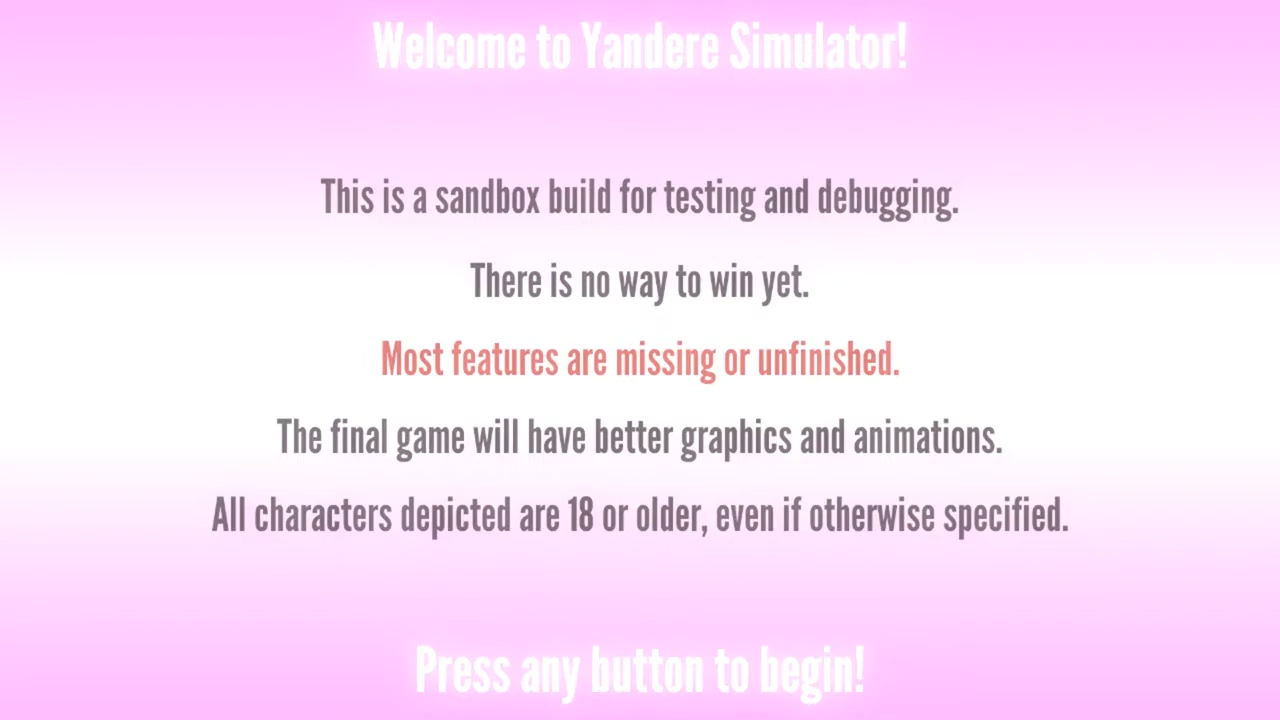 Welcome to Yandere Simulator!
This is a sandbox build for testing and debugging.
There is no way to win yet.
Most features are missing or unfinished.
The final game will have better graphics and animations.
All characters depicted are 18 or older, even if otherwise specified.
Press any button to begin!